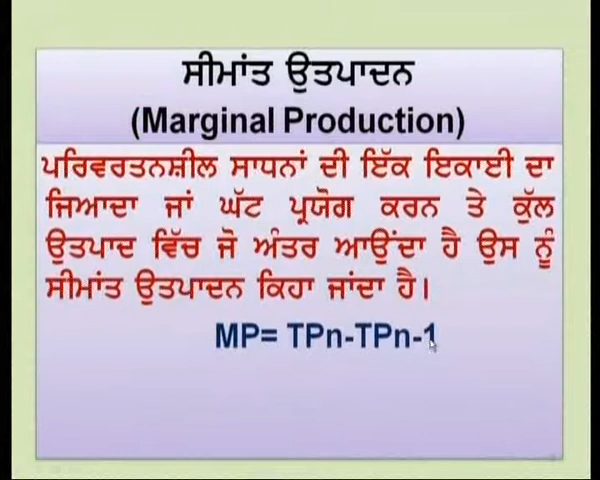 ਸੀਮਾਂਤ ਉਤਪਾਦਨ
(Marginal Production)
ਪਰਿਵਰਤਨਸ਼ੀਲ ਸਾਧਨਾਂ ਦੀ ਇੱਕ ਇਕਾਈ ਦਾ
ਜਿਆਦਾ ਜਾਂ ਘੱਟ ਪ੍ਰਯੋਗ ਕਰਨ ਤੇ ਕੁੱਲ
ਉਤਪਾਦ ਵਿੱਚ ਜੋ ਅੰਤਰ ਆਉਂਦਾ ਹੈ ਉਸ ਨੂੰ
ਸੀਮਾਂਤ ਉਤਪਾਦਨ ਕਿਹਾ ਜਾਂਦਾ ਹੈ।
MP= TPn-TPn-1